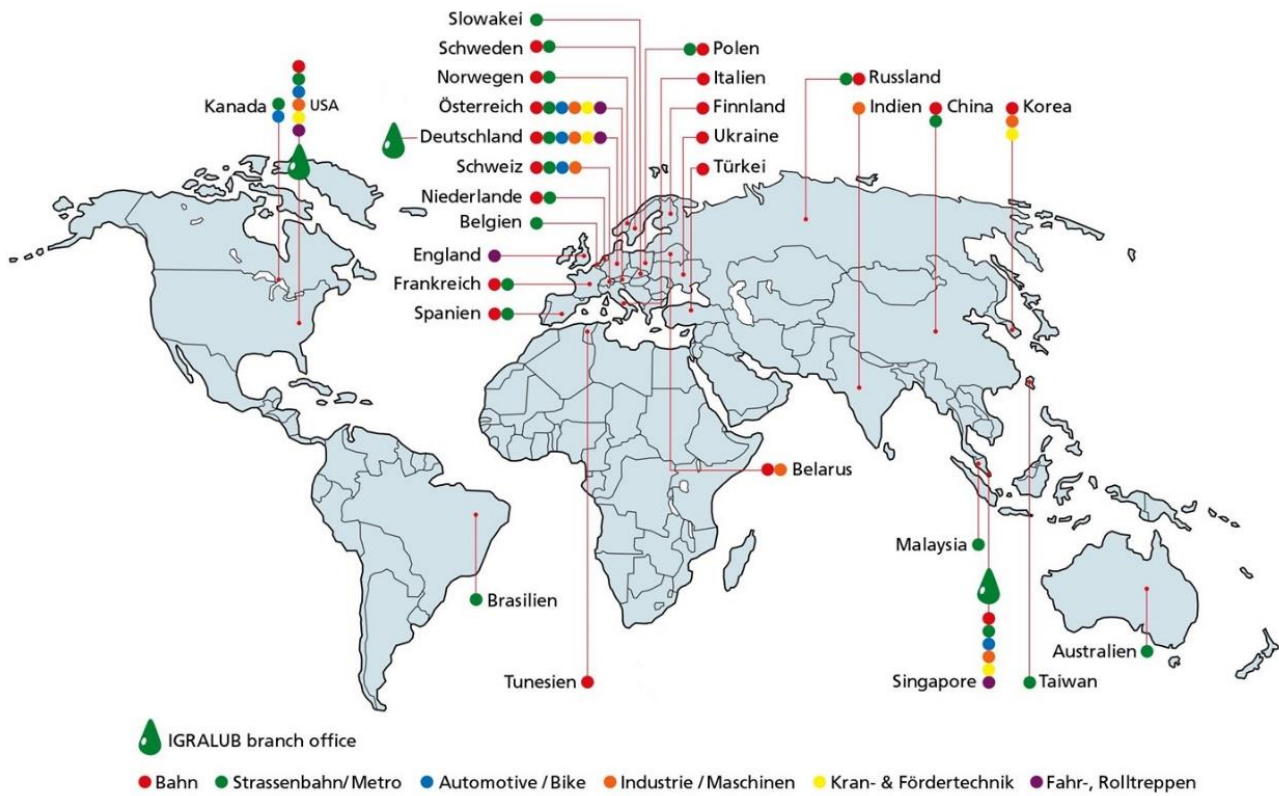 Slowakei
Schweden
Polen
Norwegen
Italien
Russland
Kanada
USA
Österreich
Finnland
Indien
China
Korea
Deutschland
Ukraine
Schweiz
Türkei
Niederlande
Belgien
England
Frankreich
Spanien
Belarus
Malaysia
Brasilien
Australien
Tunesien
Singapore
Taiwan
IGRALUB branch office
Bahn
Strassenbahn/Metro
Automotive/Bike
Industrie/Maschinen
Kran- & Fördertechnik
Fahr-, Rolltreppen